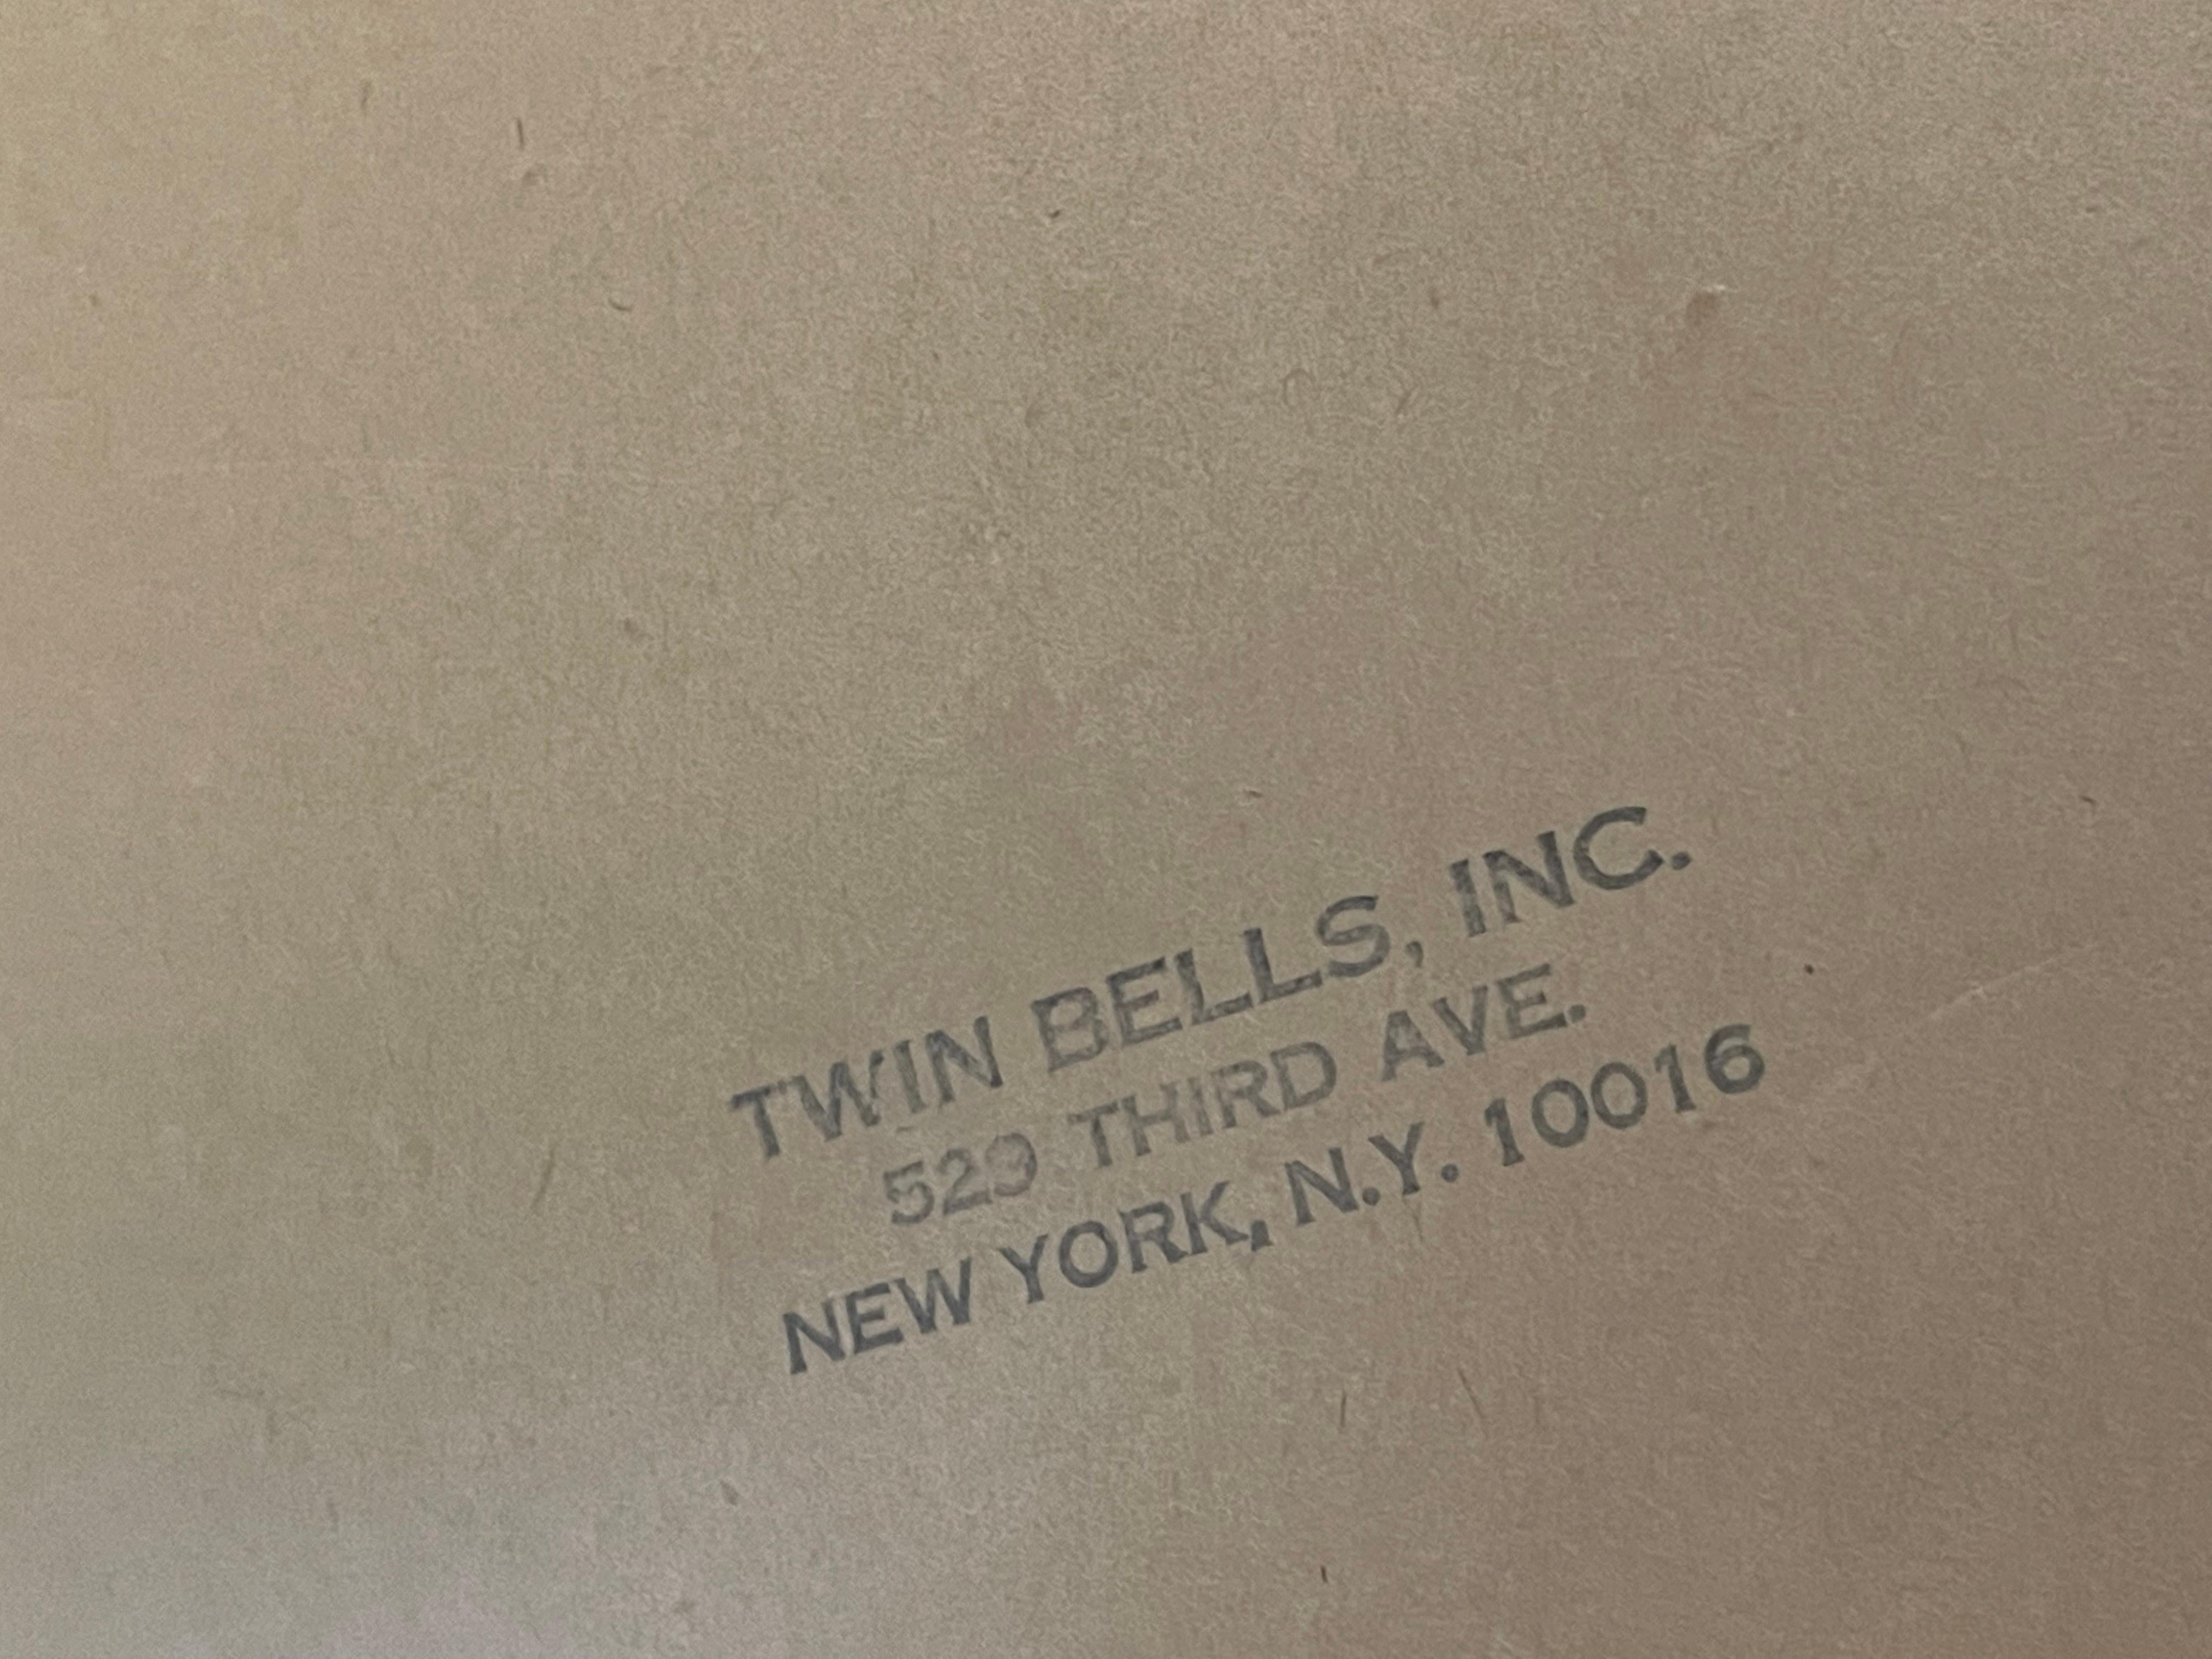 TWIN BELLS, INC.
529 THIRD AVE.
NEW YORK, N.Y. 10016